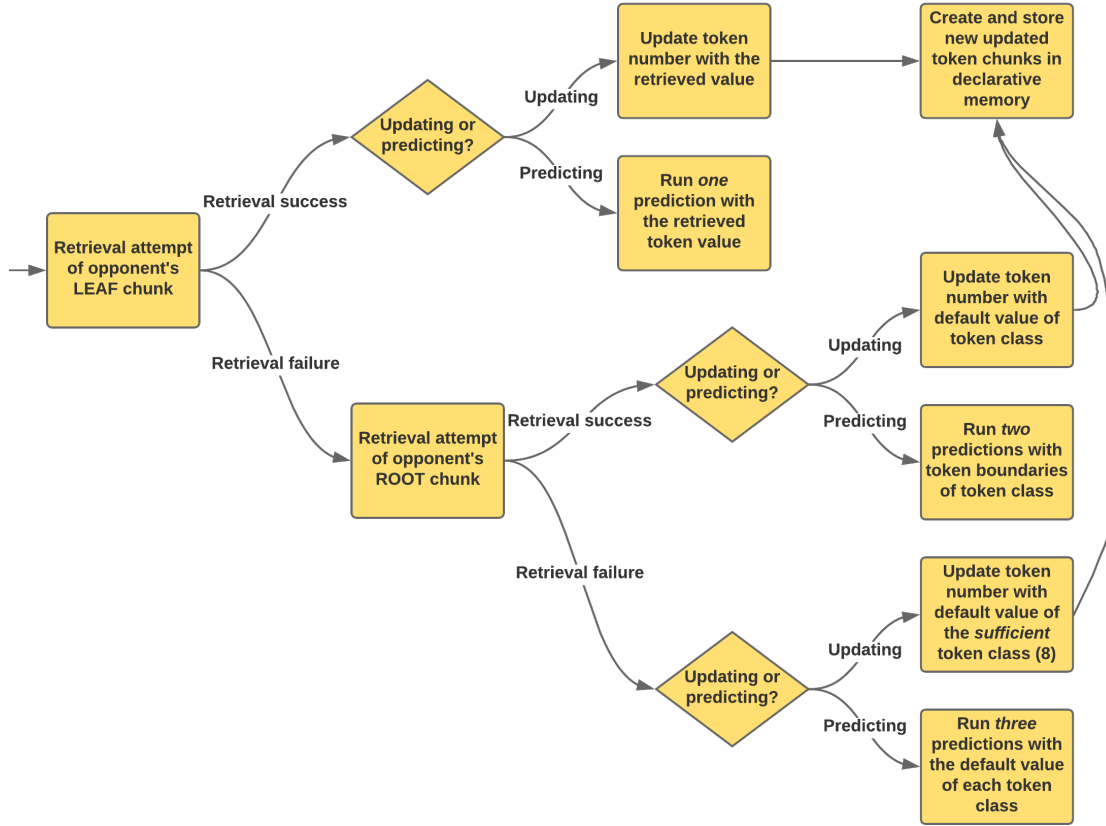 Retrieval attempt
of opponent's
LEAF chunk
Retrieval success
Retrieval failure
Updating or
predicting?
Updating
Predicting
Update token
number with the
retrieved value
Create and store
new updated
token chunks in
declarative
memory
Run one
prediction with
the retrieved
token value
Retrieval attempt
of opponent's
ROOT chunk
Retrieval success
Retrieval failure
Updating or
predicting?
Updating
Predicting
Update token
number with
default value of
token class
Run two
predictions with
token boundaries
of token class
Updating or
predicting?
Updating
Predicting
Update token
number with
default value of
the sufficient
token class (8)
Run three
predictions with
the default value
of each token
class